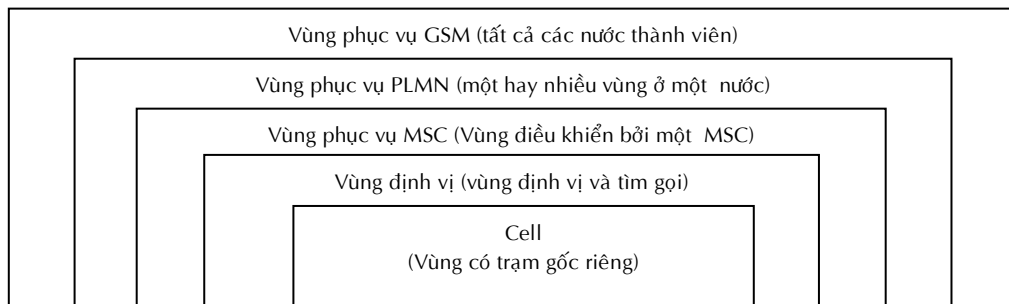 Vùng phục vụ GSM (tất cả các nước thành viên)
Vùng phục vụ PLMN (một hay nhiều vùng ở một nước)
Vùng phục vụ MSC (Vùng điều khiển bởi một MSC)
Vùng định vị (vùng định vị và tìm gọi)
Cell
(Vùng có trạm gốc riêng)